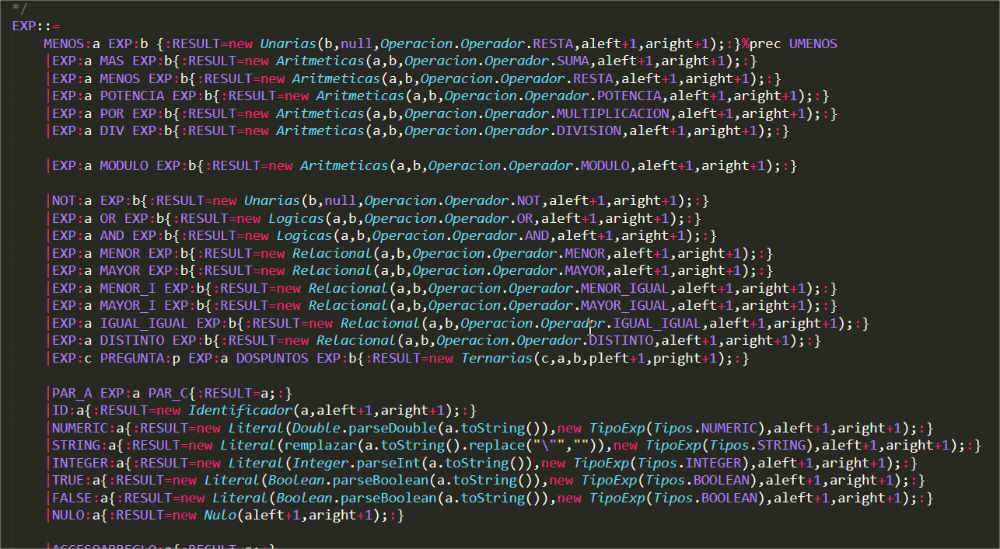 */
EXP::=
MENOS:a EXP:b {:RESULT=new Unarias(b,null,Operacion.Operador.RESTA,aleft+1,aright+1);:}%prec UMENOS
|EXP:a MAS EXP:b{:RESULT=new Aritmeticas(a,b,Operacion.Operador.SUMA,aleft+1,aright+1);:}
|EXP:a MENOS EXP:b{:RESULT=new Aritmeticas(a,b,Operacion.Operador.RESTA,aleft+1,aright+1);:}
|EXP:a POTENCIA EXP:b{:RESULT=new Aritmeticas(a,b,Operacion.Operador.POTENCIA,aleft+1,aright+1);:}
|EXP:a POR EXP:b{:RESULT=new Aritmeticas(a,b,Operacion.Operador.MULTIPLICACION,aleft+1,aright+1);:}
|EXP:a DIV EXP:b{:RESULT=new Aritmeticas(a,b,Operacion.Operador.DIVISION,aleft+1,aright+1);:}
|EXP:a MODULO EXP:b{:RESULT=new Aritmeticas(a,b,Operacion.Operador.MODULO,aleft+1,aright+1);:}
|NOT:a EXP:b{:RESULT=new Unarias(b,null,Operacion.Operador.NOT,aleft+1,aright+1);:}
|EXP:a OR EXP:b{:RESULT=new Logicas(a,b,Operacion.Operador.OR,aleft+1,aright+1);:}
|EXP:a AND EXP:b{:RESULT=new Logicas(a,b,Operacion.Operador.AND,aleft+1,aright+1);:}
|EXP:a MENOR EXP:b{:RESULT=new Relacional(a,b,Operacion.Operador.MENOR,aleft+1,aright+1);:}
|EXP:a MAYOR EXP:b{:RESULT=new Relacional(a,b,Operacion.Operador.MAYOR,aleft+1,aright+1);:}
|EXP:a MENOR_I EXP:b{:RESULT=new Relacional(a,b,Operacion.Operador.MENOR_IGUAL,aleft+1,aright+1);:}
|EXP:a MAYOR_I EXP:b{:RESULT=new Relacional(a,b,Operacion.Operador.MAYOR_IGUAL,aleft+1,aright+1);:}
|EXP:a IGUAL_IGUAL EXP:b{:RESULT=new Relacional(a,b,Operacion.Operador.IGUAL_IGUAL,aleft+1,aright+1);:}
|EXP:a DISTINTO EXP:b{:RESULT=new Relacional(a,b,Operacion.Operador.DISTINTO,aleft+1,aright+1);:}
|EXP:c PREGUNTA:p EXP:a DOSPUNTOS EXP:b{:RESULT=new Ternarias(c,a,b,pleft+1,pright+1);:}
|PAR_A EXP:a PAR_C{:RESULT=a;:}
|ID:a{:RESULT=new Identificador(a,aleft+1,aright+1);:}
|NUMERIC:a{:RESULT=new Literal(Double.parseDouble(a.toString()),new TipoExp(Tipos.NUMERIC),aleft+1,aright+1);:}
|STRING:a{:RESULT=new Literal(remplazar(a.toString().replace("\"","")),new TipoExp(Tipos.STRING),aleft+1,aright+1);:}
|INTEGER:a{:RESULT=new Literal(Integer.parseInt(a.toString()),new TipoExp(Tipos.INTEGER),aleft+1,aright+1);:}
|TRUE:a{:RESULT=new Literal(Boolean.parseBoolean(a.toString()),new TipoExp(Tipos.BOOLEAN),aleft+1,aright+1);:}
|FALSE:a{:RESULT=new Literal(Boolean.parseBoolean(a.toString()),new TipoExp(Tipos.BOOLEAN),aleft+1,aright+1);:}
|NULO:a{:RESULT=new Nulo(aleft+1,aright+1);:}